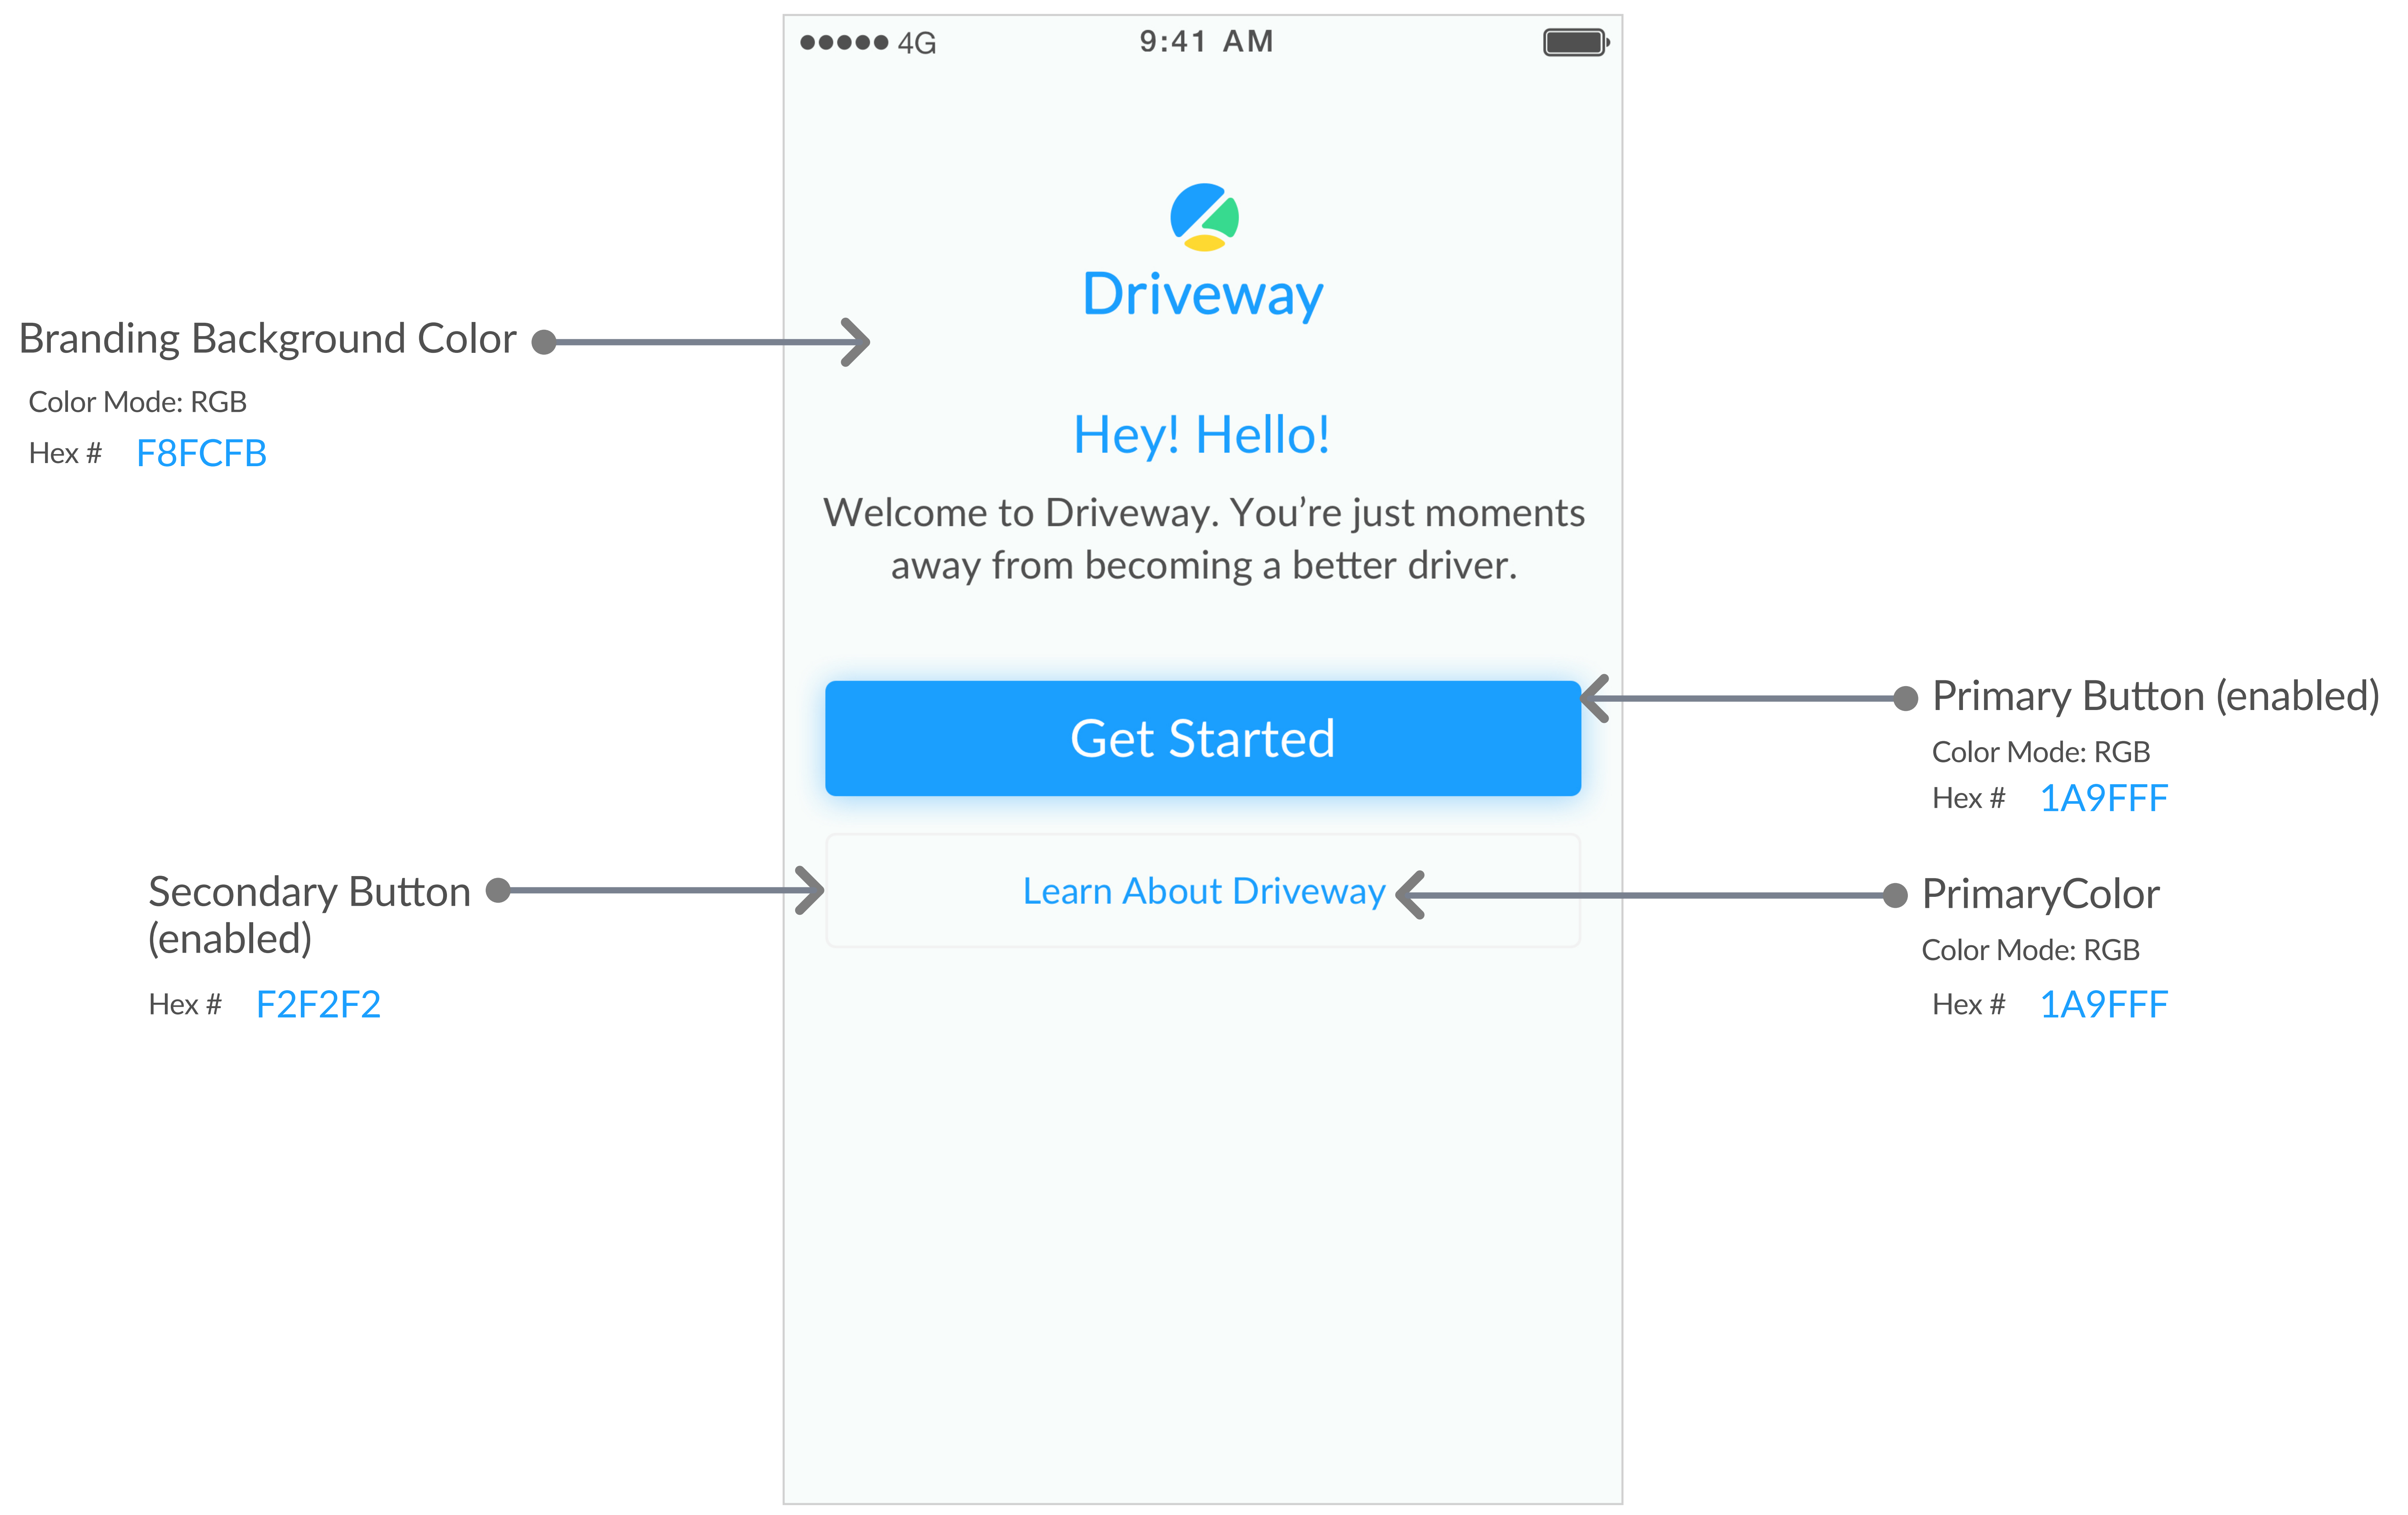 4G
9:41 AM
Driveway
Hey! Hello!
Welcome to Driveway. You’re just moments
away from becoming a better driver.
Get Started
Learn About Driveway
Branding Background Color
Color Mode: RGB
Hex # F8FCFB
Secondary Button
(enabled)
Hex # F2F2F2
Primary Button (enabled)
Color Mode: RGB
Hex # 1A9FFF
PrimaryColor
Color Mode: RGB
Hex # 1A9FFF